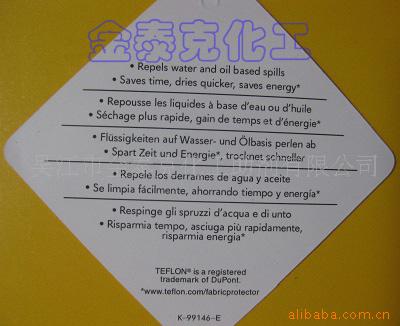 金泰克化工
• Repels water and oil based spills
• Saves time, dries quicker, saves energy*
• Repousse les liquides à base d'eau ou d'huile
• Séchage plus rapide, gain de temps et d'énergie*
• Flüssigkeiten auf Wasser- und Ölbasis perlen ab
• Spart Zeit und Energie*, trocknet schneller
• Repele los derrames de agua y aceite
• Se limpia fácilmente, ahorrando tiempo y energía*
• Respinge gli spruzzi d'acqua e di unto
• Risparmia tempo, asciuga più rapidamente,
risparmia energia*
TEFLON® is a registered
trademark of DuPont.
*www.teflon.com/fabricprotector
K-99146-E
alibaba.com.cn